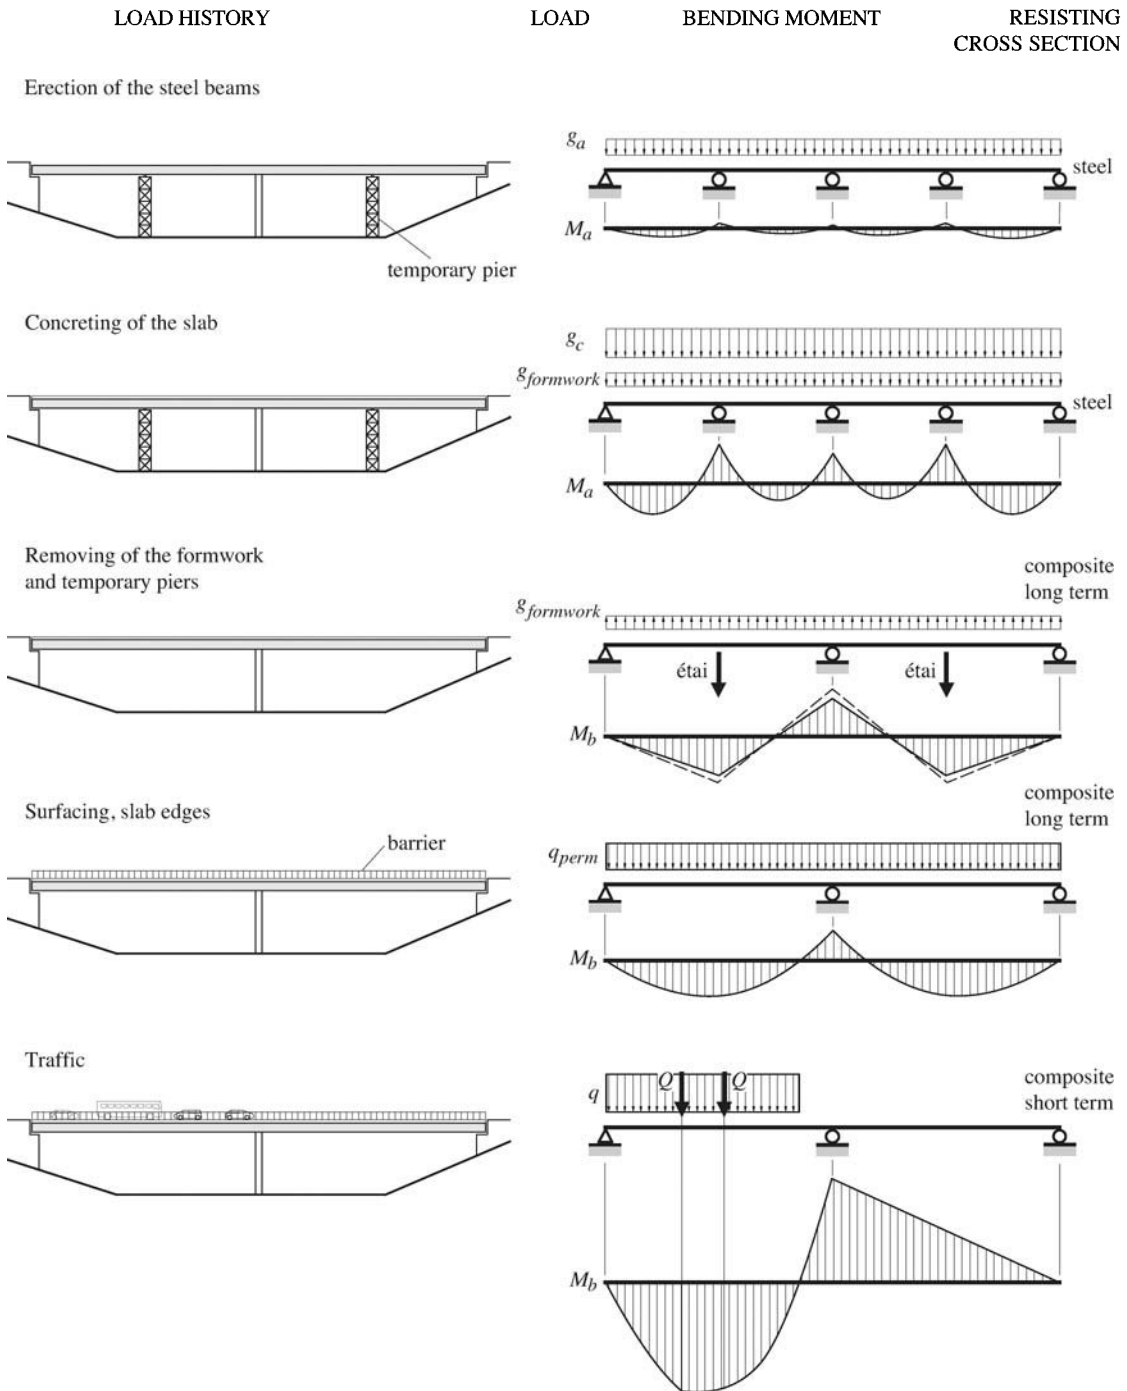 LOAD HISTORY
LOAD
BENDING MOMENT
RESISTING
CROSS SECTION
Erection of the steel beams
temporary pier
g_a
steel
M_a
Concreting of the slab
g_c
g_formwork
steel
M_a
Removing of the formwork
and temporary piers
composite
long term
g_formwork
étai
étai
M_b
Surfacing, slab edges
barrier
composite
long term
q_perm
M_b
Traffic
q
Q
Q
composite
short term
M_b